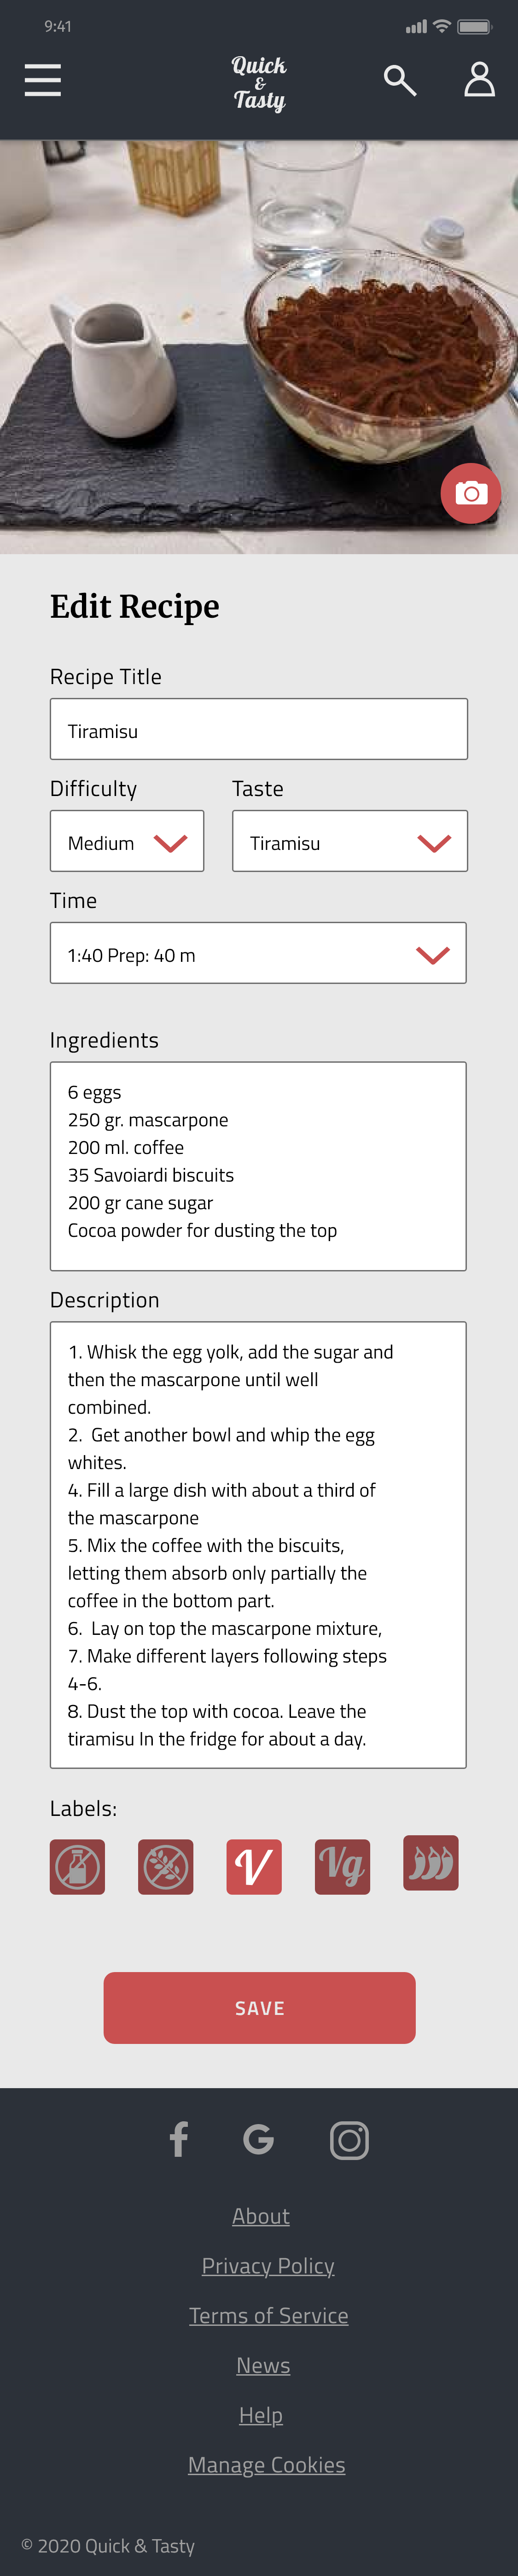 9:41
Quick
&
Tasty
Edit Recipe
Recipe Title
Tiramisu
Difficulty
Taste
Medium
Tiramisu
Time
1:40 Prep: 40 m
Ingredients
6 eggs
250 gr. mascarpone
200 ml. coffee
35 Savoiardi biscuits
200 gr cane sugar
Cocoa powder for dusting the top
Description
1. Whisk the egg yolk, add the sugar and
then the mascarpone until well
combined.
2.  Get another bowl and whip the egg
whites.
4. Fill a large dish with about a third of
the mascarpone
5. Mix the coffee with the biscuits,
letting them absorb only partially the
coffee in the bottom part.
6.  Lay on top the mascarpone mixture,
7. Make different layers following steps
4-6.
8. Dust the top with cocoa. Leave the
tiramisu In the fridge for about a day.
Labels:
V
Vg
SAVE
About
Privacy Policy
Terms of Service
News
Help
Manage Cookies
© 2020 Quick & Tasty